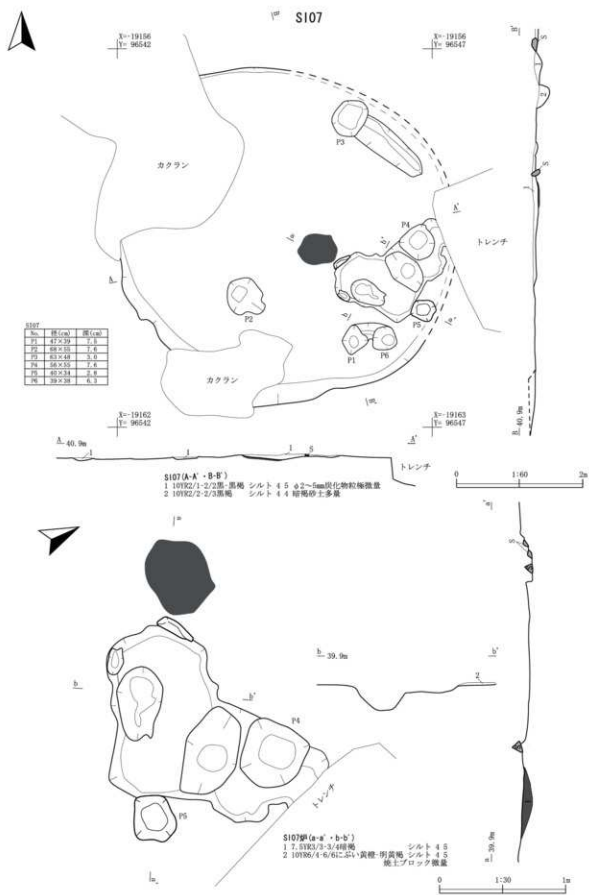 SI07
X=-19156
Y= 96542
X=-19156
Y= 96547
カクラン
P3
P4
A'
トレンチ
A
P2
P5
P1 P6
カクラン
SI07
No. 径(cm) 深(cm)
P1 47×39 7.5
P2 68×55 7.6
P3 63×48 3.0
P4 56×55 7.6
P5 40×34 2.8
P6 39×38 6.3
X=-19162
Y= 96542
X=-19163
Y= 96547
B 40.9m
A 40.9m
A'
トレンチ
SI07(A-A'・B-B')
1 10YR2/1-2/2黒-黒褐 シルト 4 5 φ2～5mm炭化物粒極微量
2 10YR2/2-2/3黒褐 シルト 4 4 暗褐砂土多量
0 1:60 2m
b
b'
b 39.9m
b'
P4
P5
トレンチ
SI07炉(a-a'・b-b')
1 7.5YR3/3-3/4暗褐 シルト 4 5
2 10YR6/4-6/6にぶい黄橙-明黄褐 シルト 4 5
焼土ブロック微量
a 39.9m
0 1:30 1m